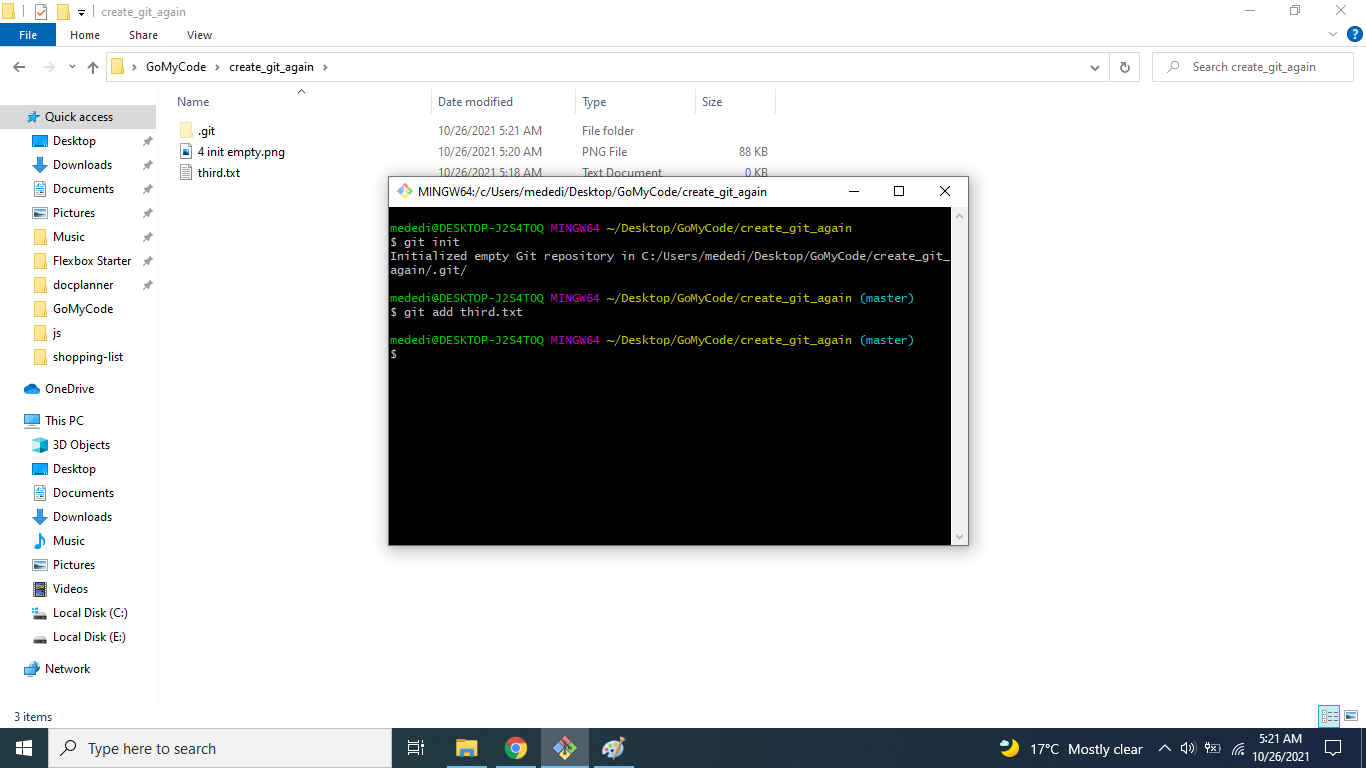 create_git_again
File Home Share View
GoMyCode create_git_again
Search create_git_again
Name Date modified Type Size
.git 10/26/2021 5:21 AM File folder
4 init empty.png 10/26/2021 5:20 AM PNG File 88 KB
third.txt 10/26/2021 5:18 AM Text Document 0 KB
Quick access
Desktop
Downloads
Documents
Pictures
Music
Flexbox Starter
docplanner
GoMyCode
js
shopping-list
OneDrive
This PC
3D Objects
Desktop
Documents
Downloads
Music
Pictures
Videos
Local Disk (C:)
Local Disk (E:)
Network
MINGW64:/c/Users/mededi/Desktop/GoMyCode/create_git_again
mededi@DESKTOP-J2S4TOQ MINGW64 ~/Desktop/GoMyCode/create_git_again
$ git init
Initialized empty Git repository in C:/Users/mededi/Desktop/GoMyCode/create_git_
again/.git/
mededi@DESKTOP-J2S4TOQ MINGW64 ~/Desktop/GoMyCode/create_git_again (master)
$ git add third.txt
mededi@DESKTOP-J2S4TOQ MINGW64 ~/Desktop/GoMyCode/create_git_again (master)
$
3 items
Type here to search
17°C Mostly clear
5:21 AM
10/26/2021